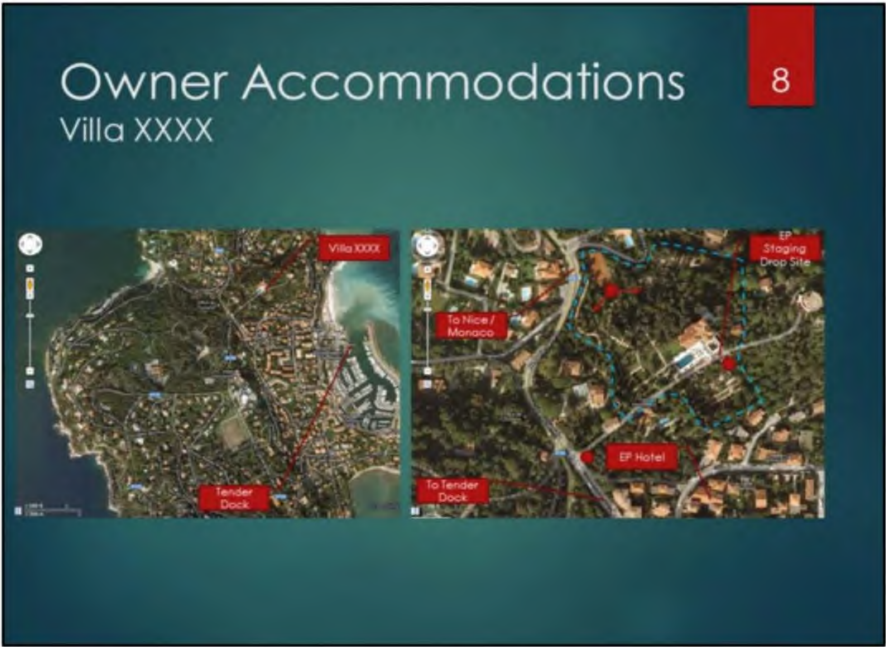 Owner Accommodations
8
Villa XXXX
Villa XXXX
Tender
Dock
EP
Staging
Drop Site
To Nice /
Monaco
EP Hotel
To Tender
Dock